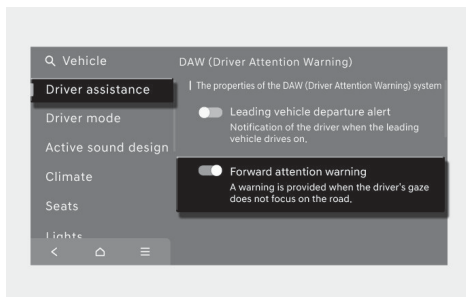 Vehicle
DAW (Driver Attention Warning)
Driver assistance
The properties of the DAW (Driver Attention Warning) system
Driver mode
Leading vehicle departure alert
Notification of the driver when the leading
vehicle drives on.
Active sound design
Climate
Forward attention warning
A warning is provided when the driver's gaze
does not focus on the road.
Seats
Lights